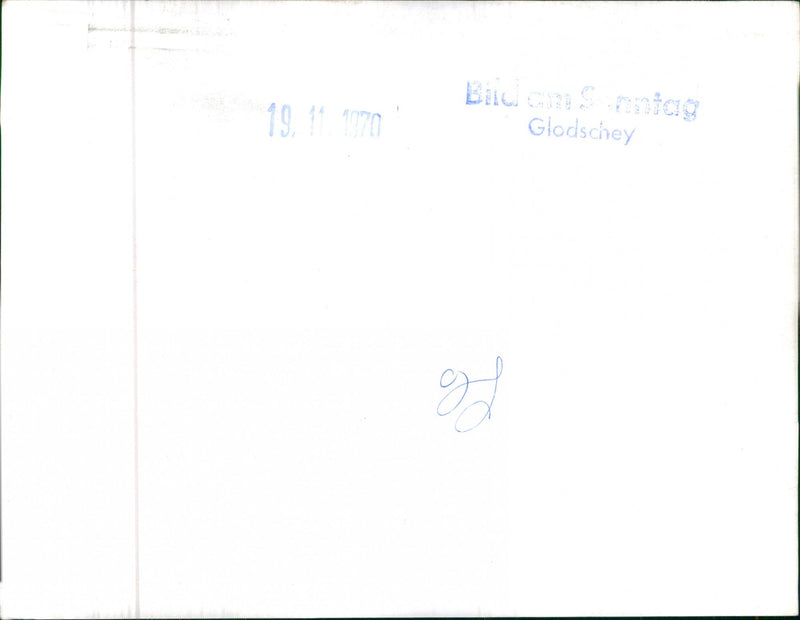 19. 11. 1970
Bild am Sonntag
Glodschey